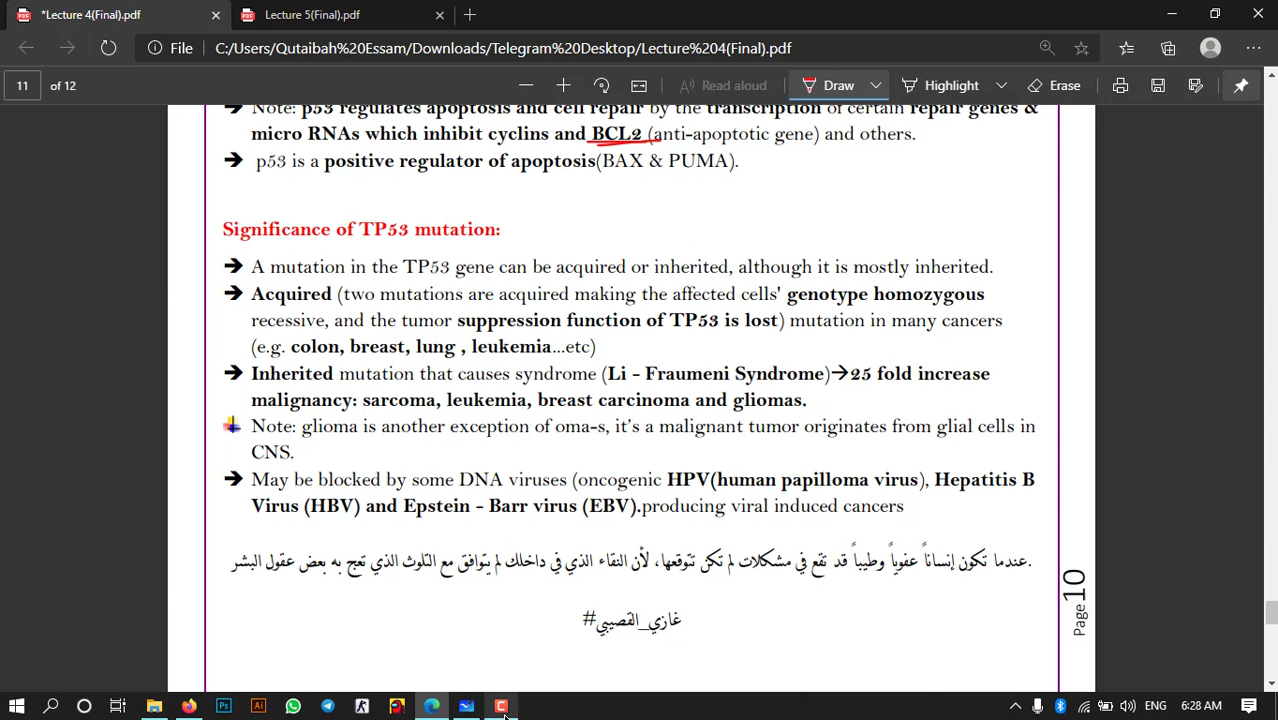 *Lecture 4(Final).pdf
Lecture 5(Final).pdf
File
C:/Users/Qutaibah%20Essam/Downloads/Telegram%20Desktop/Lecture%204(Final).pdf
11 of 12
Read aloud
Draw
Highlight
Erase
Note: p53 regulates apoptosis and cell repair by the transcription of certain repair genes &
micro RNAs which inhibit cyclins and BCL2 (anti-apoptotic gene) and others.
p53 is a positive regulator of apoptosis(BAX & PUMA).
Significance of TP53 mutation:
A mutation in the TP53 gene can be acquired or inherited, although it is mostly inherited.
Acquired (two mutations are acquired making the affected cells' genotype homozygous
recessive, and the tumor suppression function of TP53 is lost) mutation in many cancers
(e.g. colon, breast, lung , leukemia...etc)
Inherited mutation that causes syndrome (Li - Fraumeni Syndrome)→25 fold increase
malignancy: sarcoma, leukemia, breast carcinoma and gliomas.
Note: glioma is another exception of oma-s, it's a malignant tumor originates from glial cells in
CNS.
May be blocked by some DNA viruses (oncogenic HPV(human papilloma virus), Hepatitis B
Virus (HBV) and Epstein - Barr virus (EBV).producing viral induced cancers
عندما تكون إنساناً عفوياً وطيباً قد تقع في مشكلات لم تكن تتوقعها، لأن النقاء الذي في داخلك لم يتوافق مع التلوث الذي تعج به بعض عقول البشر.
#غازي_القصيبي
Page 10
ENG
6:28 AM